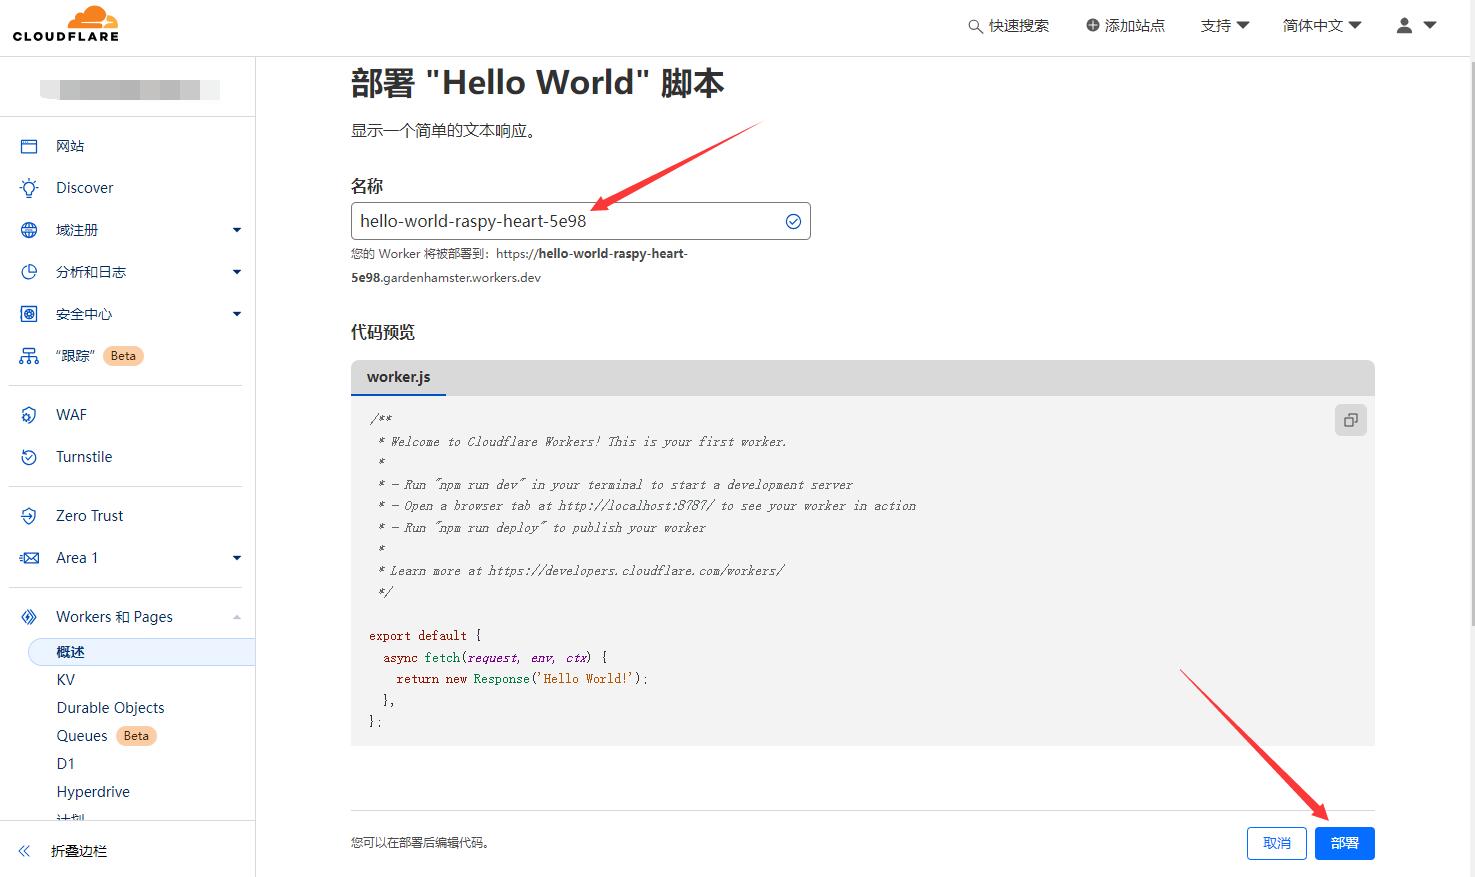 CLOUDFLARE
快速搜索
添加站点
支持
简体中文
网站
Discover
域注册
分析和日志
安全中心
“跟踪” Beta
WAF
Turnstile
Zero Trust
Area 1
Workers 和 Pages
概述
KV
Durable Objects
Queues Beta
D1
Hyperdrive
计划
折叠边栏
部署 "Hello World" 脚本
显示一个简单的文本响应。
名称
hello-world-raspy-heart-5e98
您的 Worker 将被部署到：https://hello-world-raspy-heart-
5e98.gardenhamster.workers.dev
代码预览
worker.js
/**
* Welcome to Cloudflare Workers! This is your first worker.
*
* - Run "npm run dev" in your terminal to start a development server
* - Open a browser tab at http://localhost:8787/ to see your worker in action
* - Run "npm run deploy" to publish your worker
*
* Learn more at https://developers.cloudflare.com/workers/
*/
export default {
async fetch(request, env, ctx) {
return new Response('Hello World!');
},
};
您可以在部署后编辑代码。
取消
部署